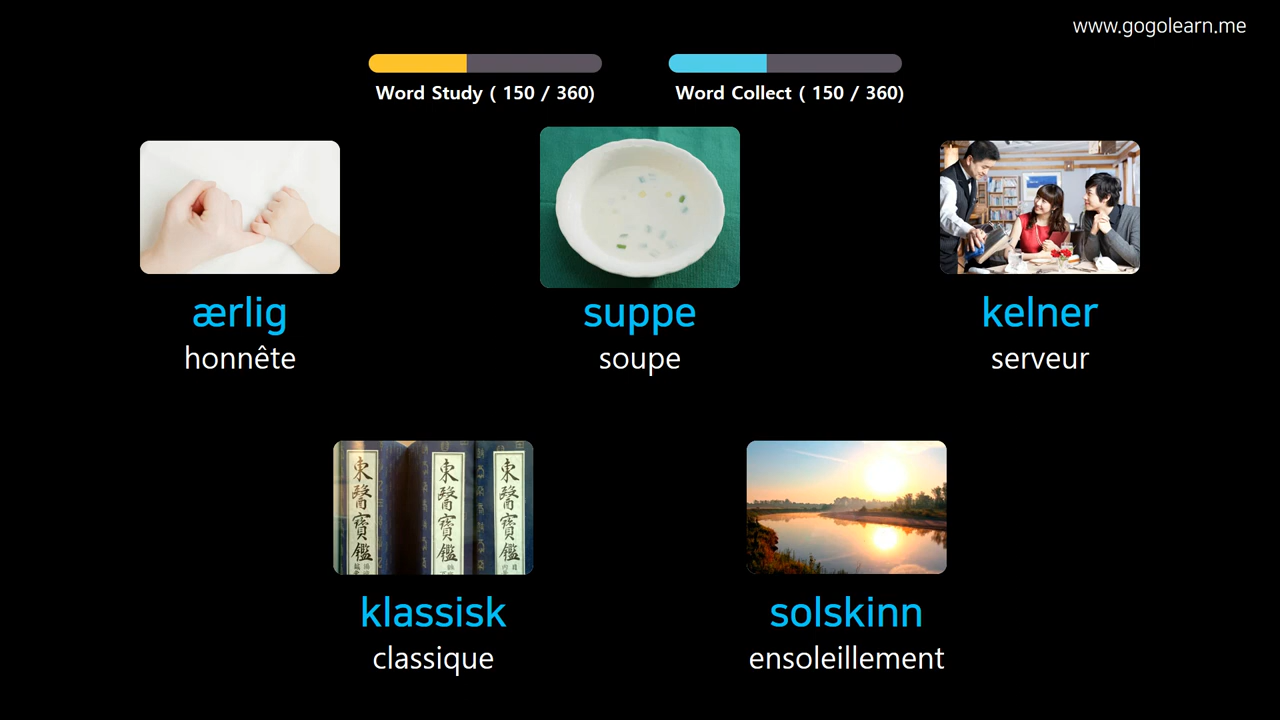 www.gogolearn.me
Word Study ( 150 / 360)
Word Collect ( 150 / 360)
ærlig
honnête
suppe
soupe
kelner
serveur
東醫寶鑑
東醫寶鑑
東醫寶鑑
klassisk
classique
solskinn
ensoleillement